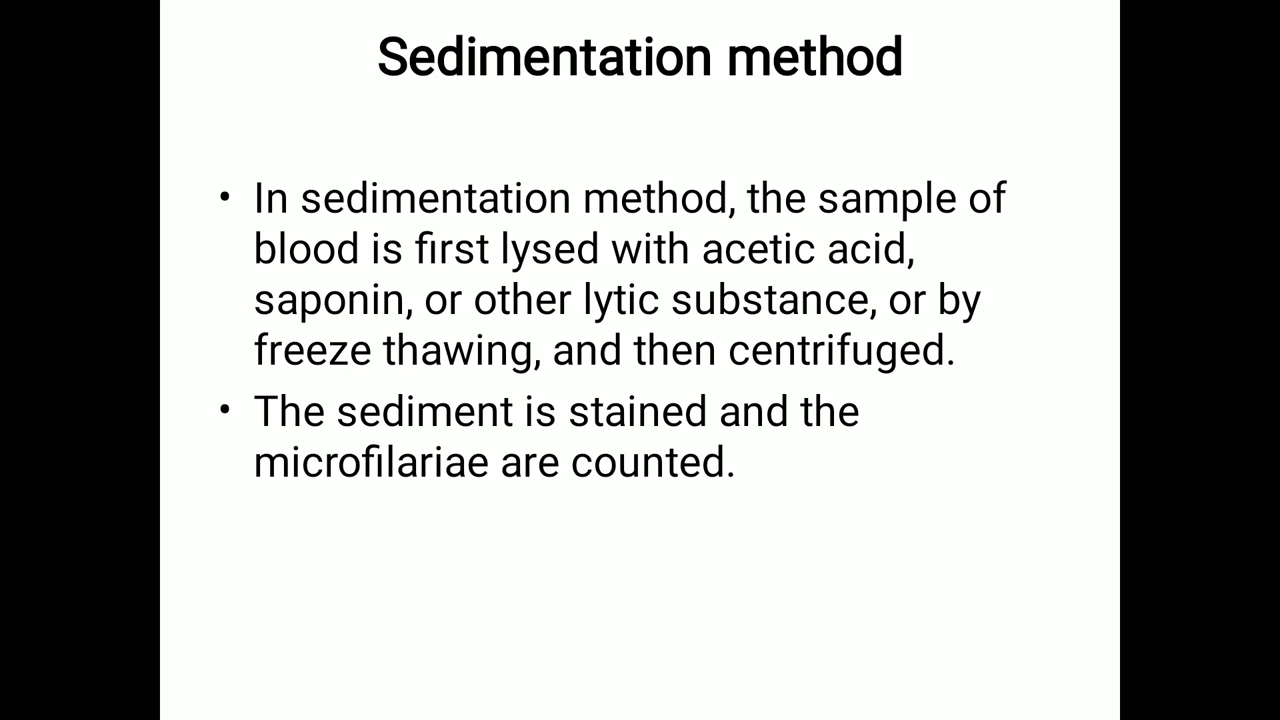 Sedimentation method
• In sedimentation method, the sample of
blood is first lysed with acetic acid,
saponin, or other lytic substance, or by
freeze thawing, and then centrifuged.
• The sediment is stained and the
microfilariae are counted.